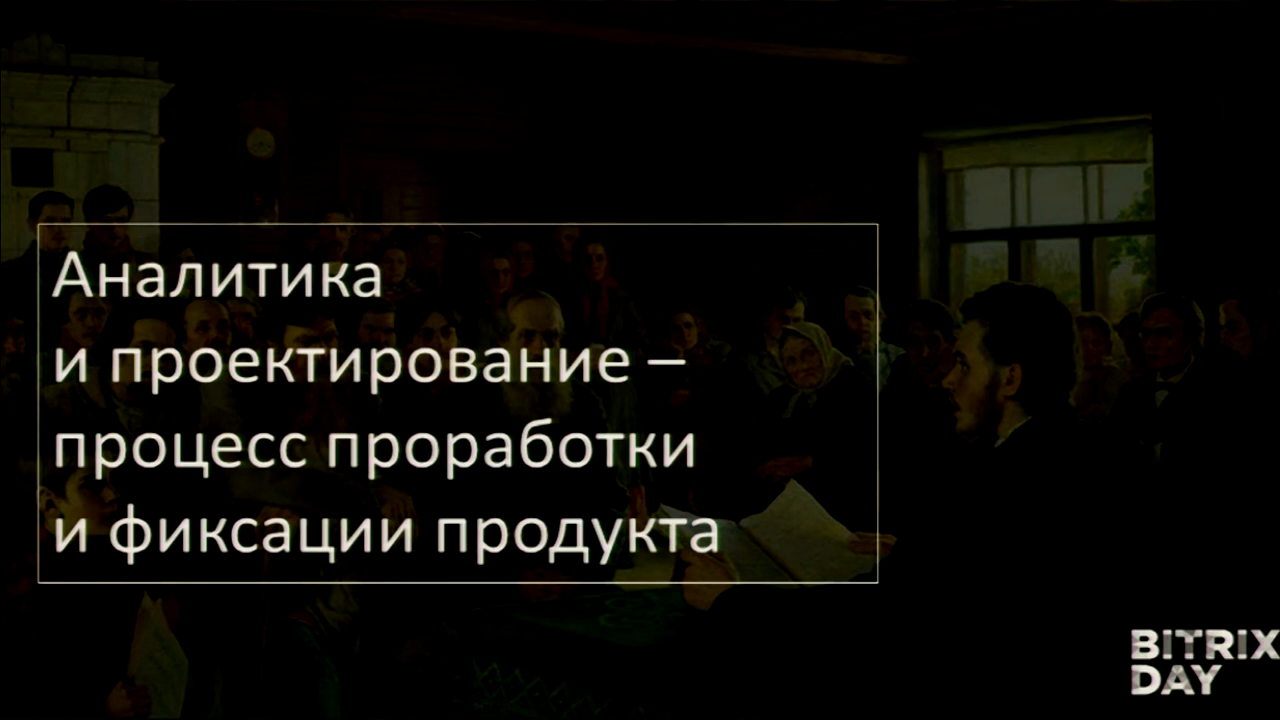 Аналитика
и проектирование –
процесс проработки
и фиксации продукта
BITRIX
DAY